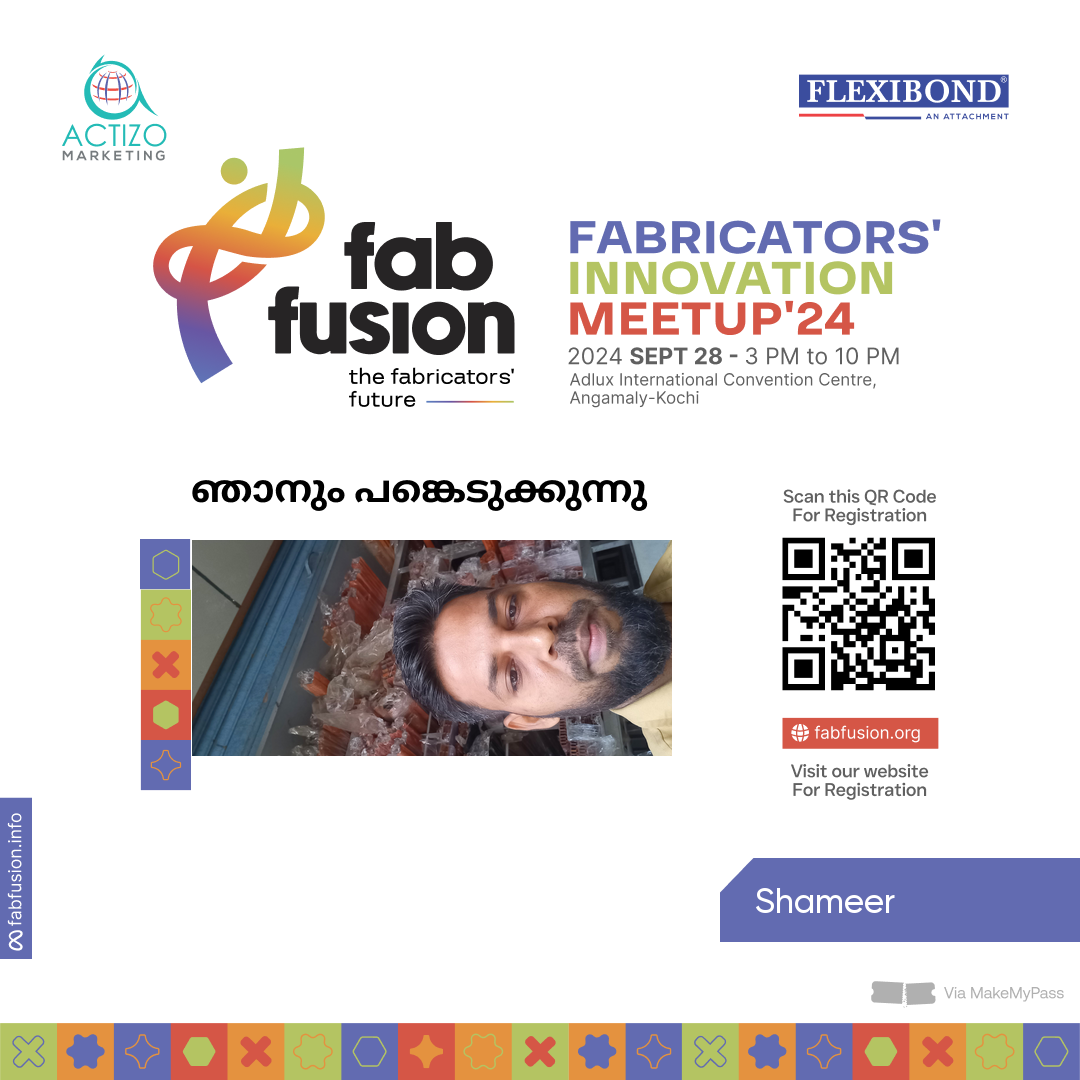 ACTIZO
MARKETING
FLEXIBOND®
AN ATTACHMENT
fab
fusion
the fabricators'
future
FABRICATORS'
INNOVATION
MEETUP'24
2024 SEPT 28 - 3 PM to 10 PM
Adlux International Convention Centre,
Angamaly-Kochi
ഞാനും പങ്കെടുക്കുന്നു
Scan this QR Code
For Registration
fabfusion.org
Visit our website
For Registration
fabfusion.info
Shameer
Via MakeMyPass